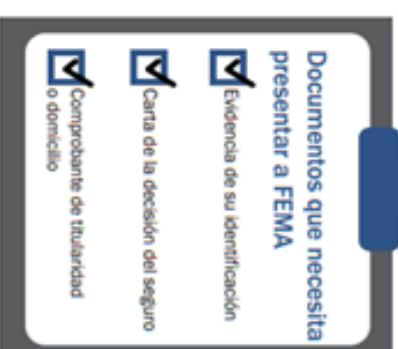 Documentos que necesita
presentar a FEMA
Evidencia de su identificación
Carta de la decisión del seguro
Comprobante de titularidad
o domicilio